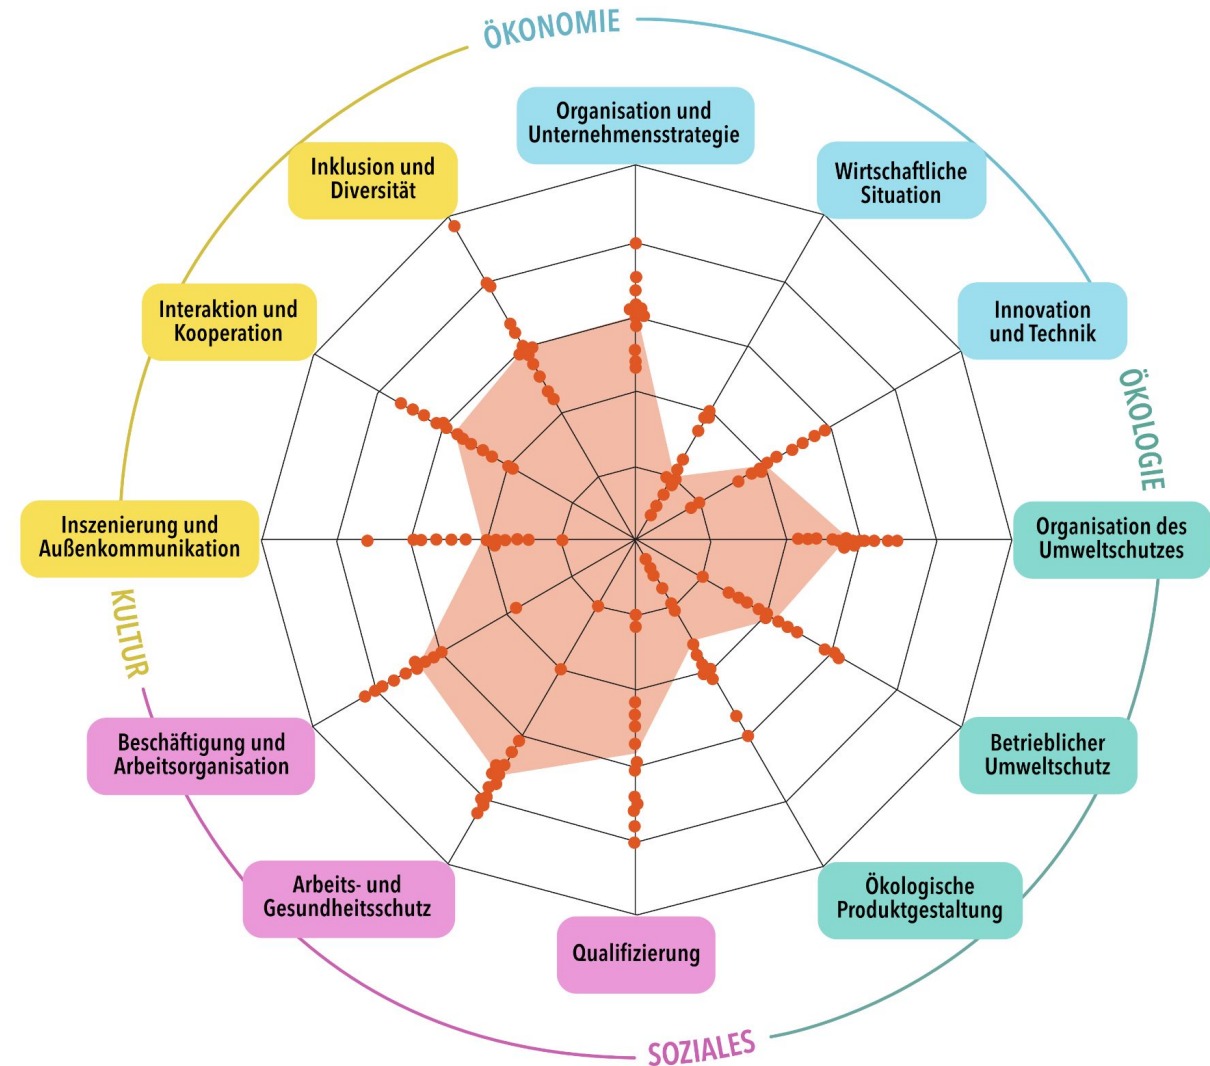 ÖKONOMIE
Organisation und
Unternehmensstrategie
Wirtschaftliche
Situation
Innovation
und Technik
ÖKOLOGIE
Organisation des
Umweltschutzes
Betrieblicher
Umweltschutz
Ökologische
Produktgestaltung
SOZIALES
Qualifizierung
Arbeits- und
Gesundheitsschutz
Beschäftigung und
Arbeitsorganisation
KULTUR
Inszenierung und
Außenkommunikation
Interaktion und
Kooperation
Inklusion und
Diversität